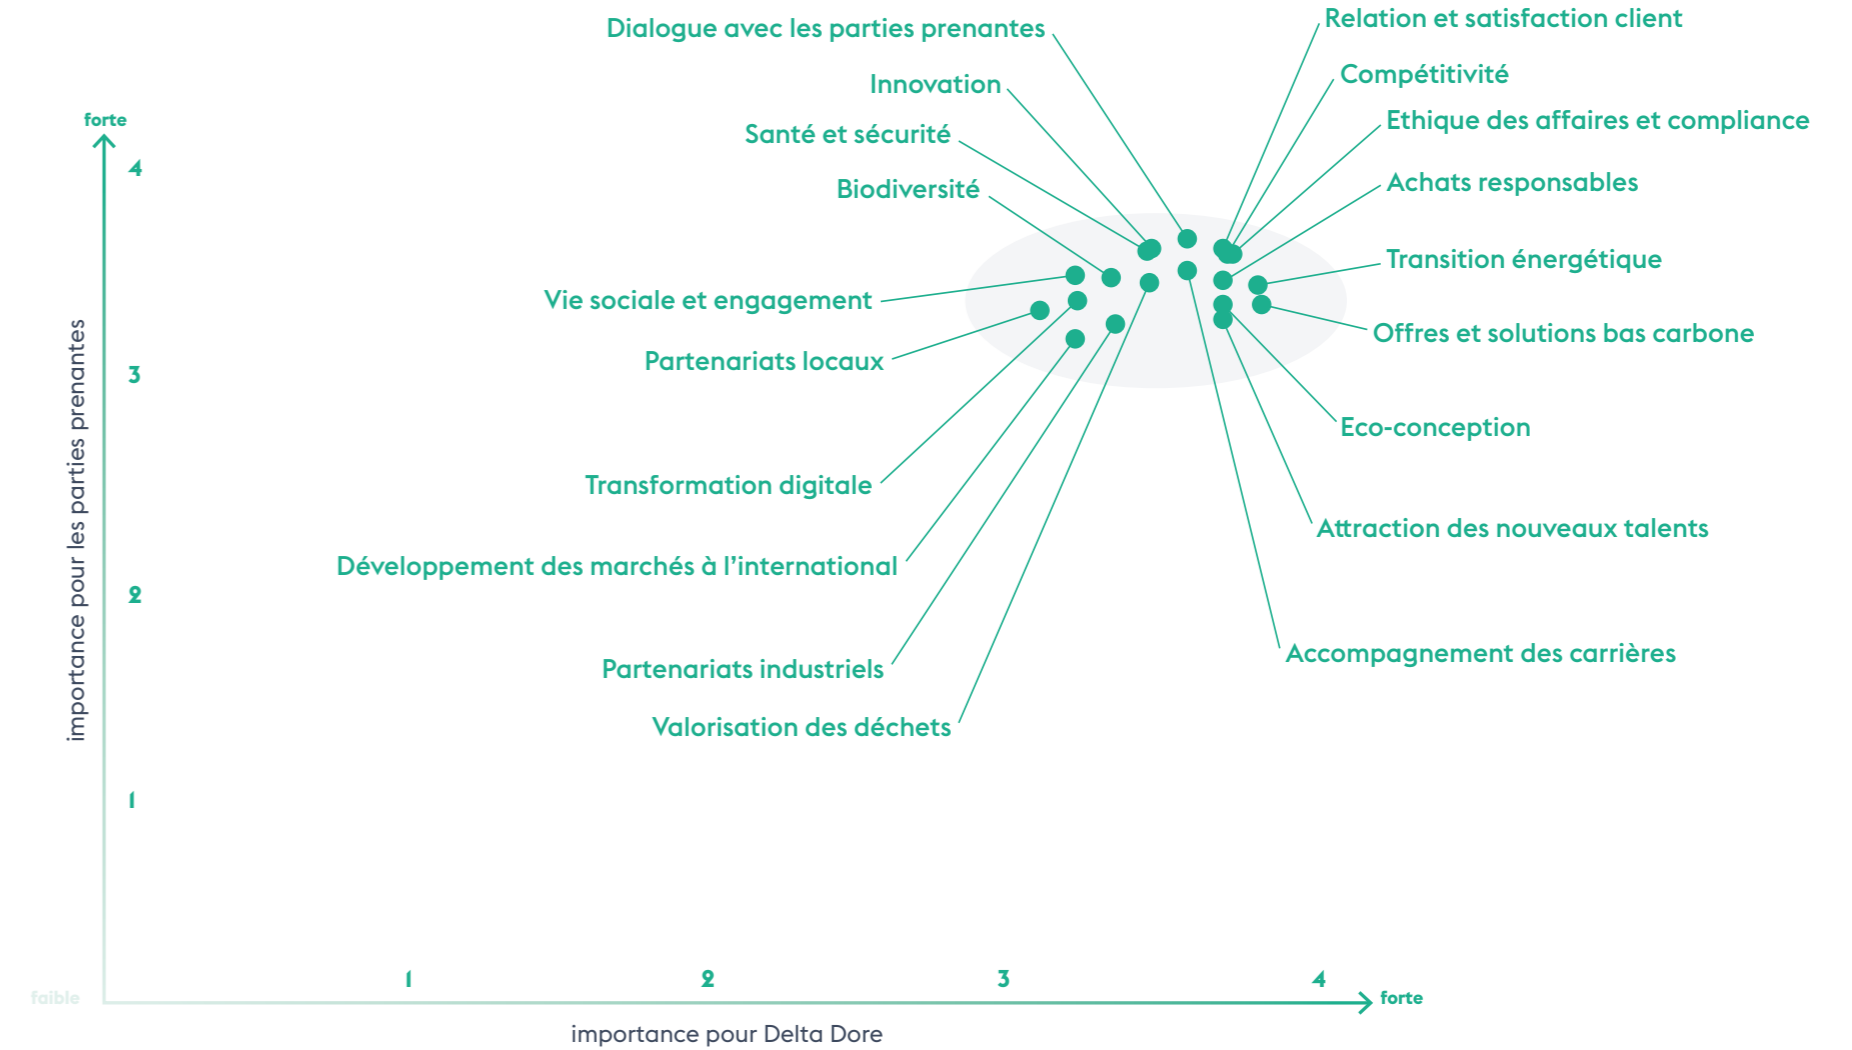 Dialogue avec les parties prenantes
Relation et satisfaction client
Innovation
Compétitivité
Santé et sécurité
Ethique des affaires et compliance
Biodiversité
Achats responsables
Vie sociale et engagement
Transition énergétique
Partenariats locaux
Offres et solutions bas carbone
Transformation digitale
Eco-conception
Développement des marchés à l’international
Attraction des nouveaux talents
Partenariats industriels
Accompagnement des carrières
Valorisation des déchets
forte
4
3
2
1
importance pour les parties prenantes
faible
1
2
3
4
forte
importance pour Delta Dore